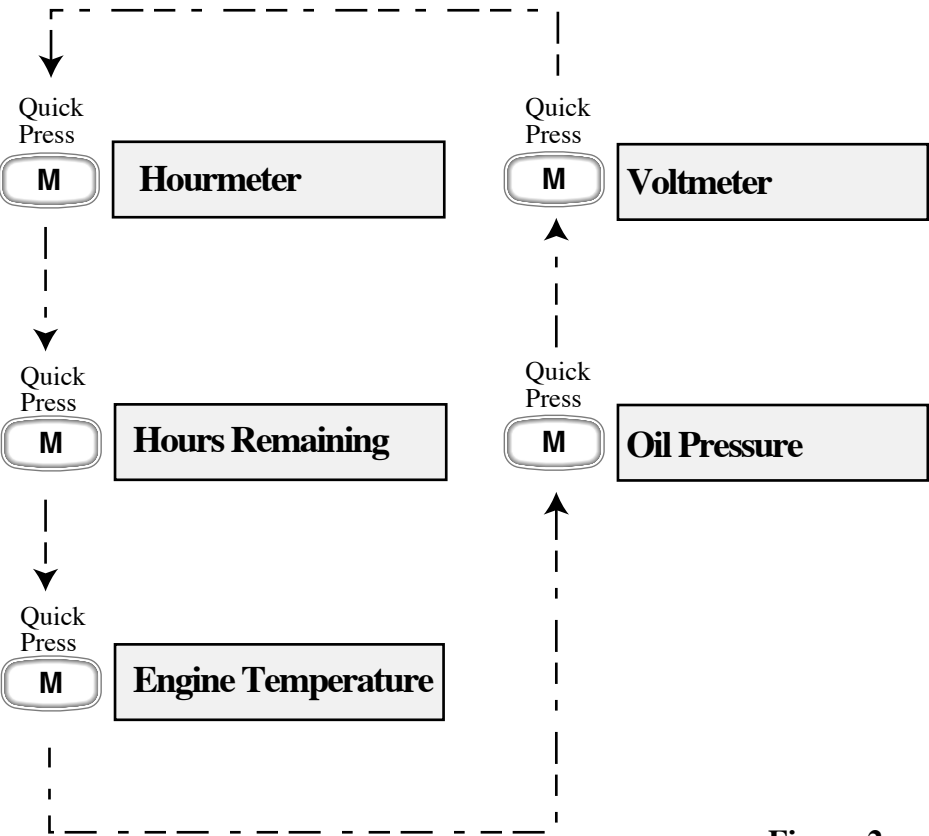 Quick
Press
M
Hourmeter
Quick
Press
M
Hours Remaining
Quick
Press
M
Engine Temperature
Quick
Press
M
Oil Pressure
Quick
Press
M
Voltmeter